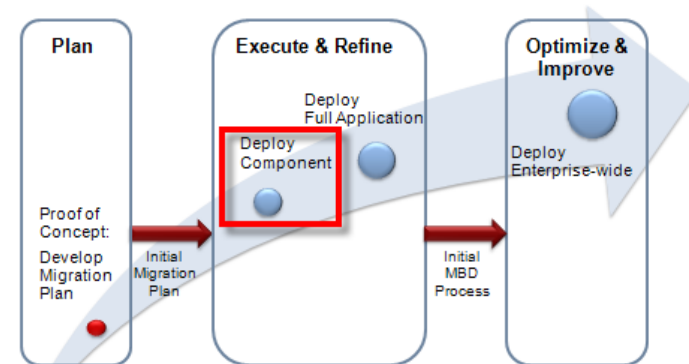 Plan
Proof of
Concept:
Develop
Migration
Plan
Initial
Migration
Plan
Execute & Refine
Deploy
Component
Deploy
Full Application
Initial
MBD
Process
Optimize &
Improve
Deploy
Enterprise-wide